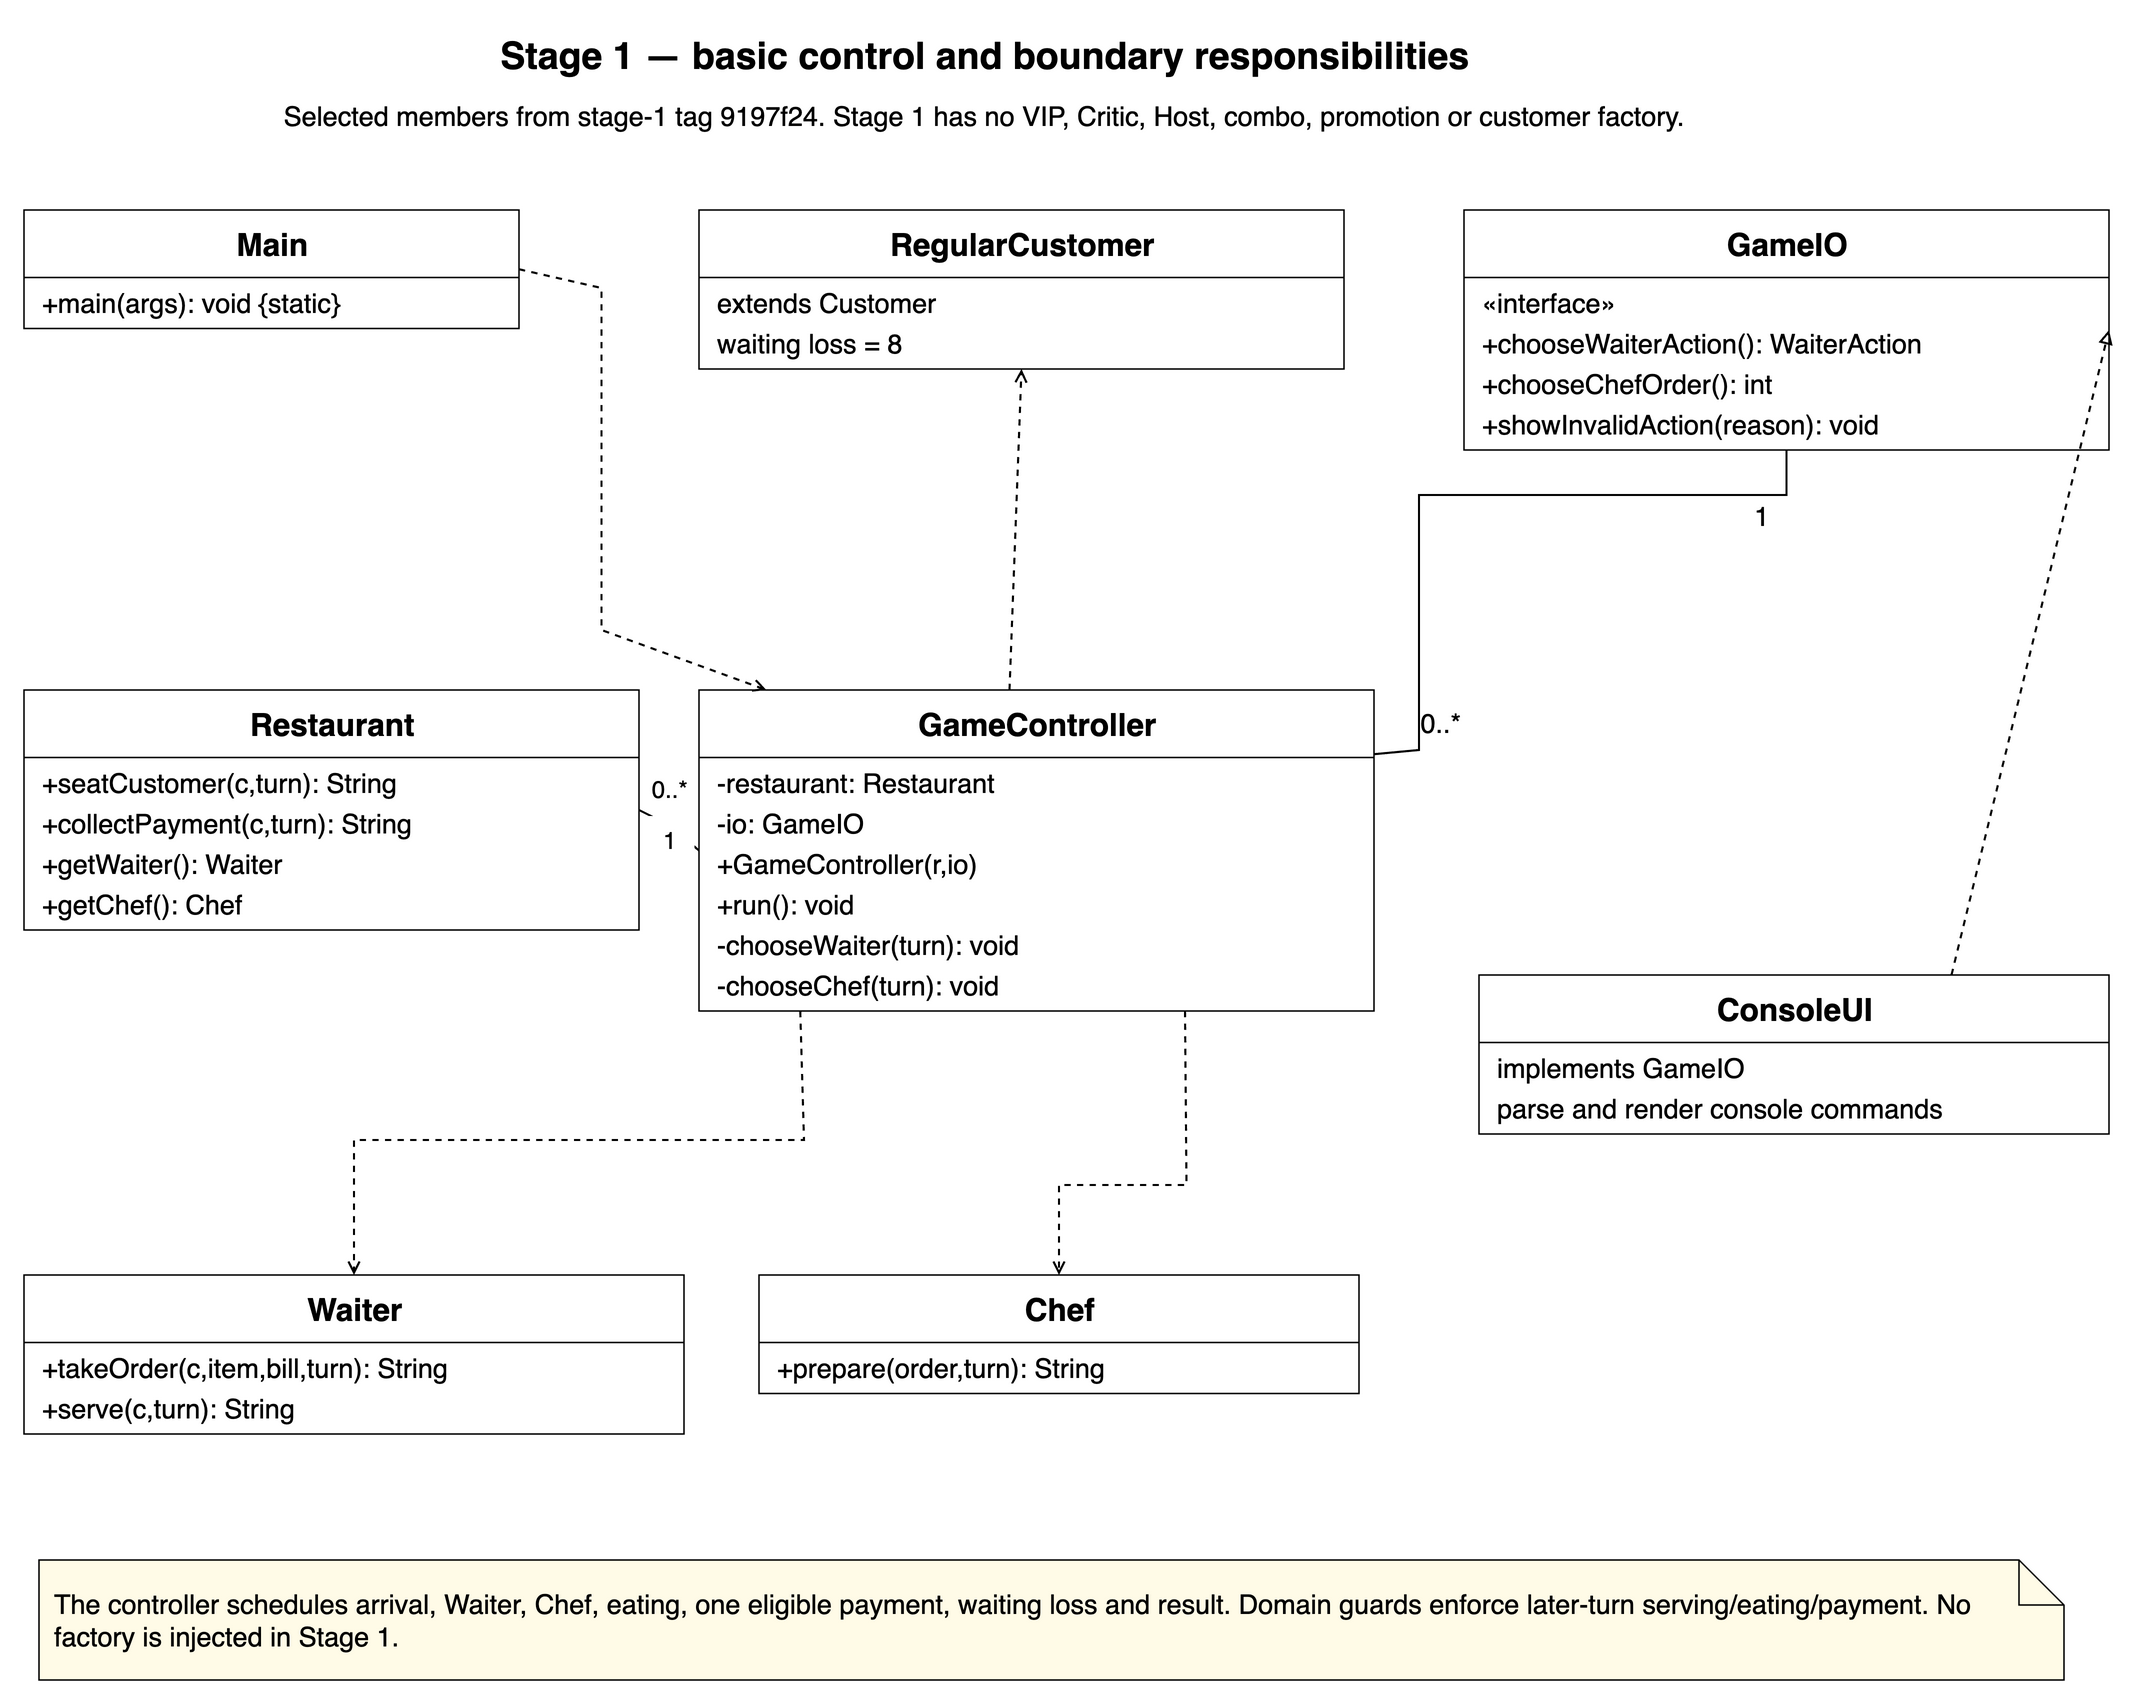 Stage 1 — basic control and boundary responsibilities
Selected members from stage-1 tag 9197f24. Stage 1 has no VIP, Critic, Host, combo, promotion or customer factory.
Main
+main(args): void {static}
RegularCustomer
extends Customer
waiting loss = 8
GameIO
«interface»
+chooseWaiterAction(): WaiterAction
+chooseChefOrder(): int
+showInvalidAction(reason): void
1
0..*
Restaurant
+seatCustomer(c,turn): String
+collectPayment(c,turn): String
+getWaiter(): Waiter
+getChef(): Chef
0..*
1
GameController
-restaurant: Restaurant
-io: GameIO
+GameController(r,io)
+run(): void
-chooseWaiter(turn): void
-chooseChef(turn): void
ConsoleUI
implements GameIO
parse and render console commands
Waiter
+takeOrder(c,item,bill,turn): String
+serve(c,turn): String
Chef
+prepare(order,turn): String
The controller schedules arrival, Waiter, Chef, eating, one eligible payment, waiting loss and result. Domain guards enforce later-turn serving/eating/payment. No
factory is injected in Stage 1.